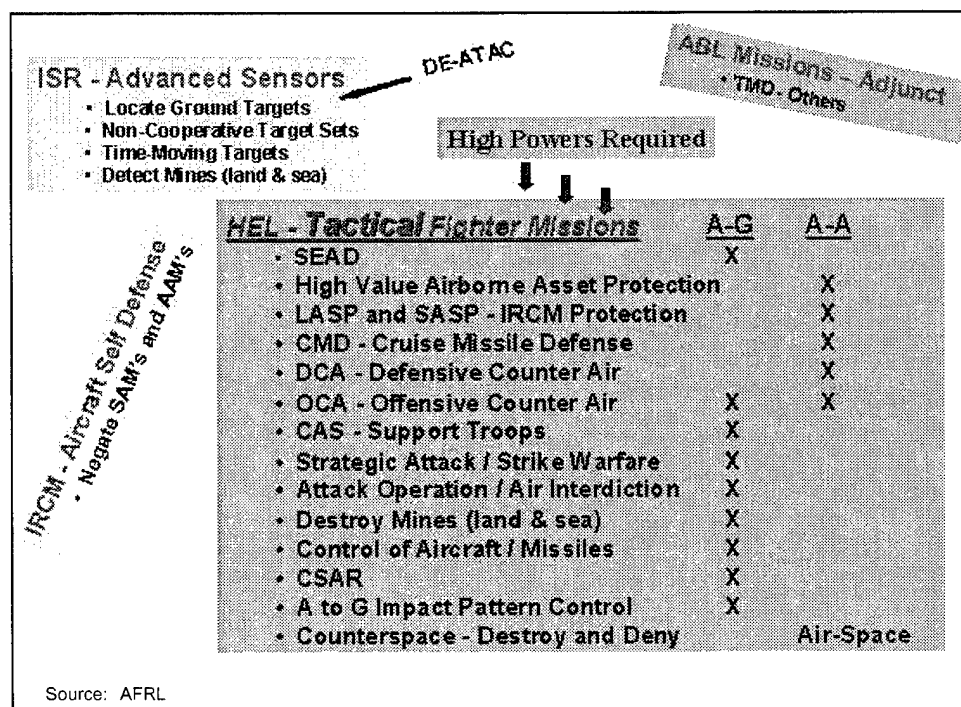 ISR - Advanced Sensors
• Locate Ground Targets
• Non-Cooperative Target Sets
• Time-Moving Targets
• Detect Mines (land & sea)
DE-ATAC
ABL Missions - Adjunct
• TMD - Others
High Powers Required
IRCM - Aircraft Self Defense
• Negate SAM's and AAM's
HEL - Tactical Fighter Missions A-G A-A
• SEAD X
• High Value Airborne Asset Protection X
• LASP and SASP - IRCM Protection X
• CMD - Cruise Missile Defense X
• DCA - Defensive Counter Air X
• OCA - Offensive Counter Air X X
• CAS - Support Troops X
• Strategic Attack / Strike Warfare X
• Attack Operation / Air Interdiction X
• Destroy Mines (land & sea) X
• Control of Aircraft / Missiles X
• CSAR X
• A to G Impact Pattern Control X
• Counterspace - Destroy and Deny Air-Space
Source: AFRL